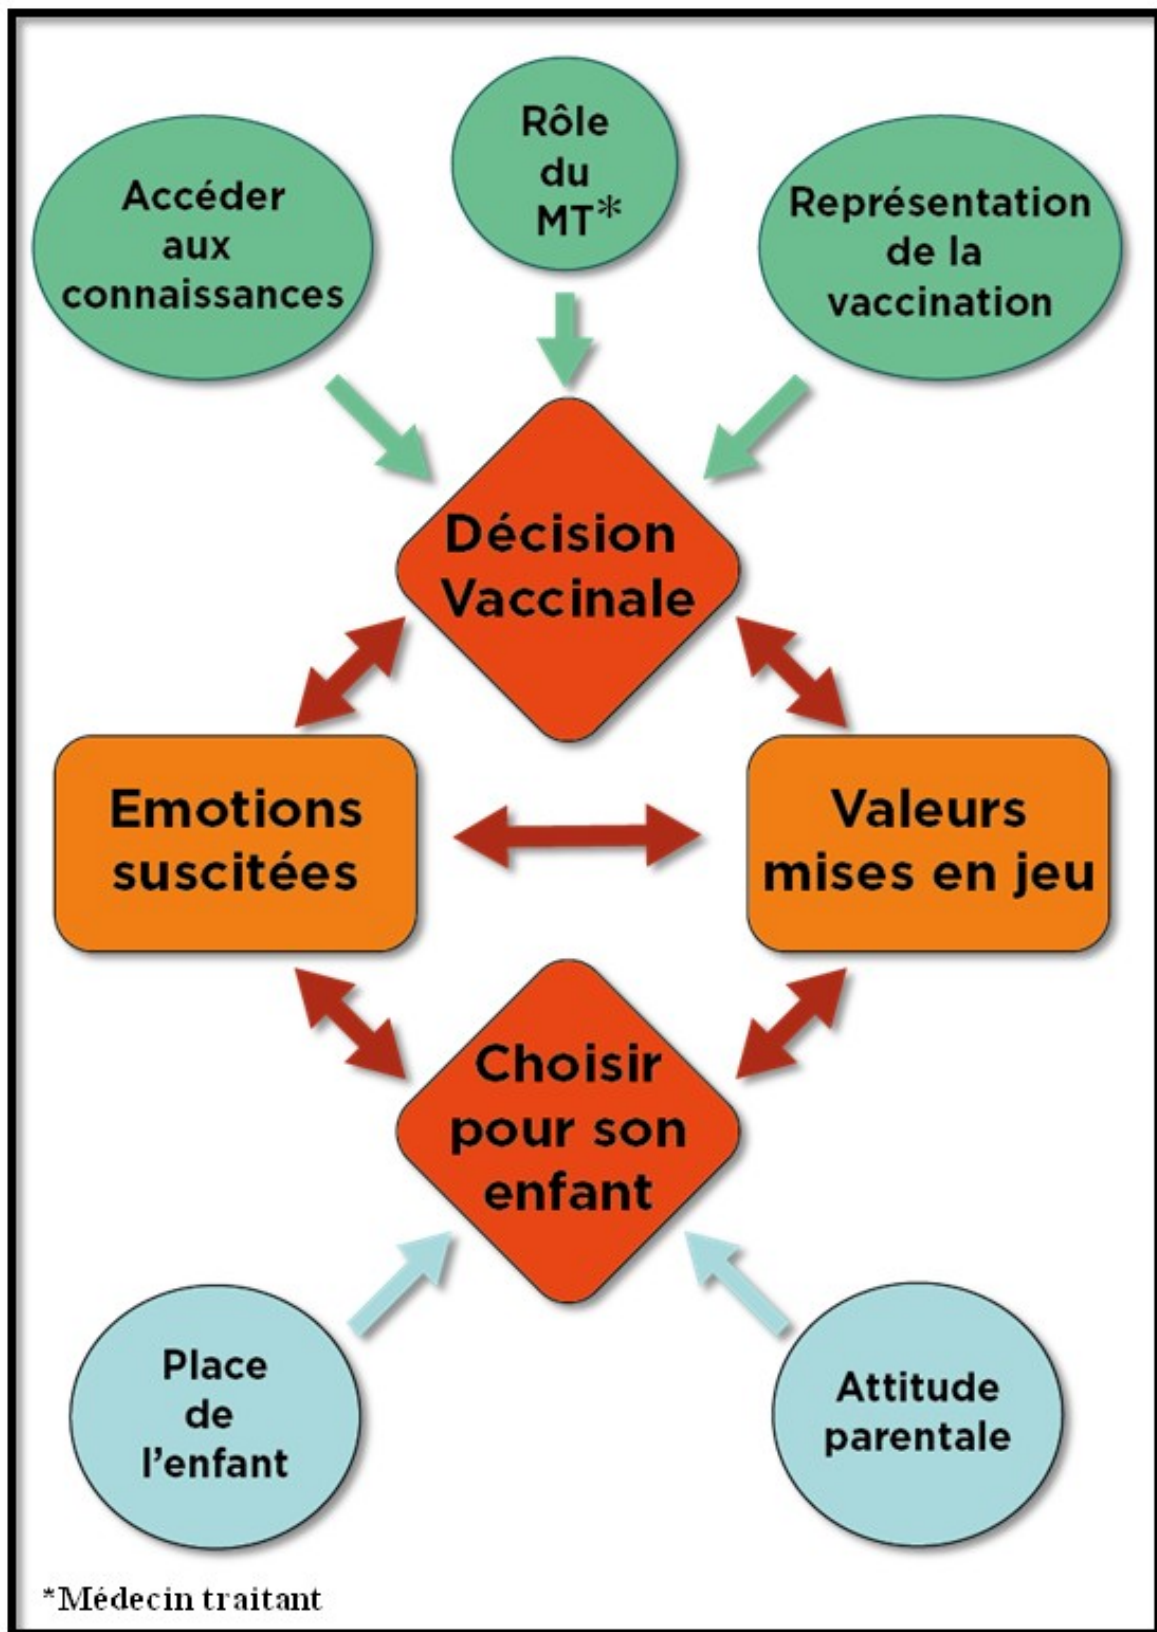 Rôle
du
MT*
Accéder
aux
connaissances
Représentation
de la
vaccination
Décision
Vaccinale
Emotions
suscitées
Valeurs
mises en jeu
Choisir
pour son
enfant
Place
de
l'enfant
Attitude
parentale
*Médecin traitant